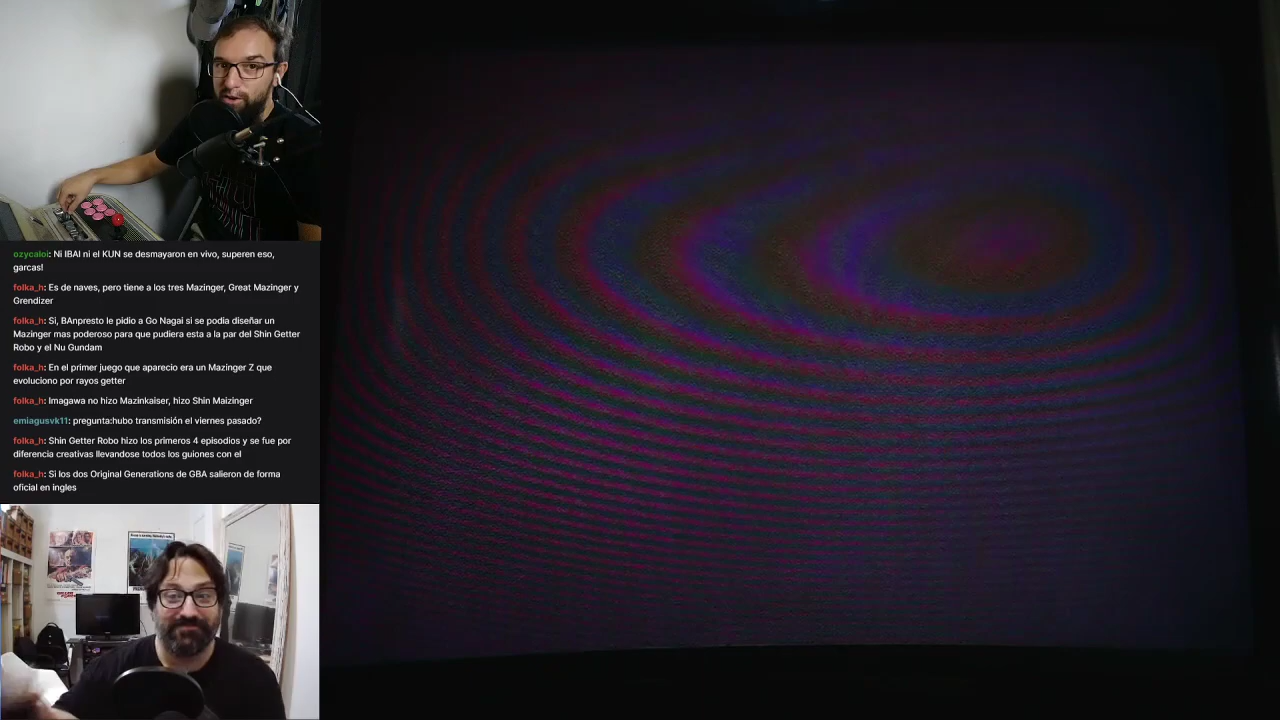 ozycaloi: Ni IBAI ni el KUN se desmayaron en vivo, superen eso,
garcas!
folka_h: Es de naves, pero tiene a los tres Mazinger, Great Mazinger y
Grendizer
folka_h: Si, BAnpresto le pidio a Go Nagai si se podia diseñar un
Mazinger mas poderoso para que pudiera esta a la par del Shin Getter
Robo y el Nu Gundam
folka_h: En el primer juego que aparecio era un Mazinger Z que
evoluciono por rayos getter
folka_h: Imagawa no hizo Mazinkaiser, hizo Shin Maizinger
emiagusvk11: pregunta:hubo transmisión el viernes pasado?
folka_h: Shin Getter Robo hizo los primeros 4 episodios y se fue por
diferencia creativas llevandose todos los guiones con el
folka_h: Si los dos Original Generations de GBA salieron de forma
oficial en ingles